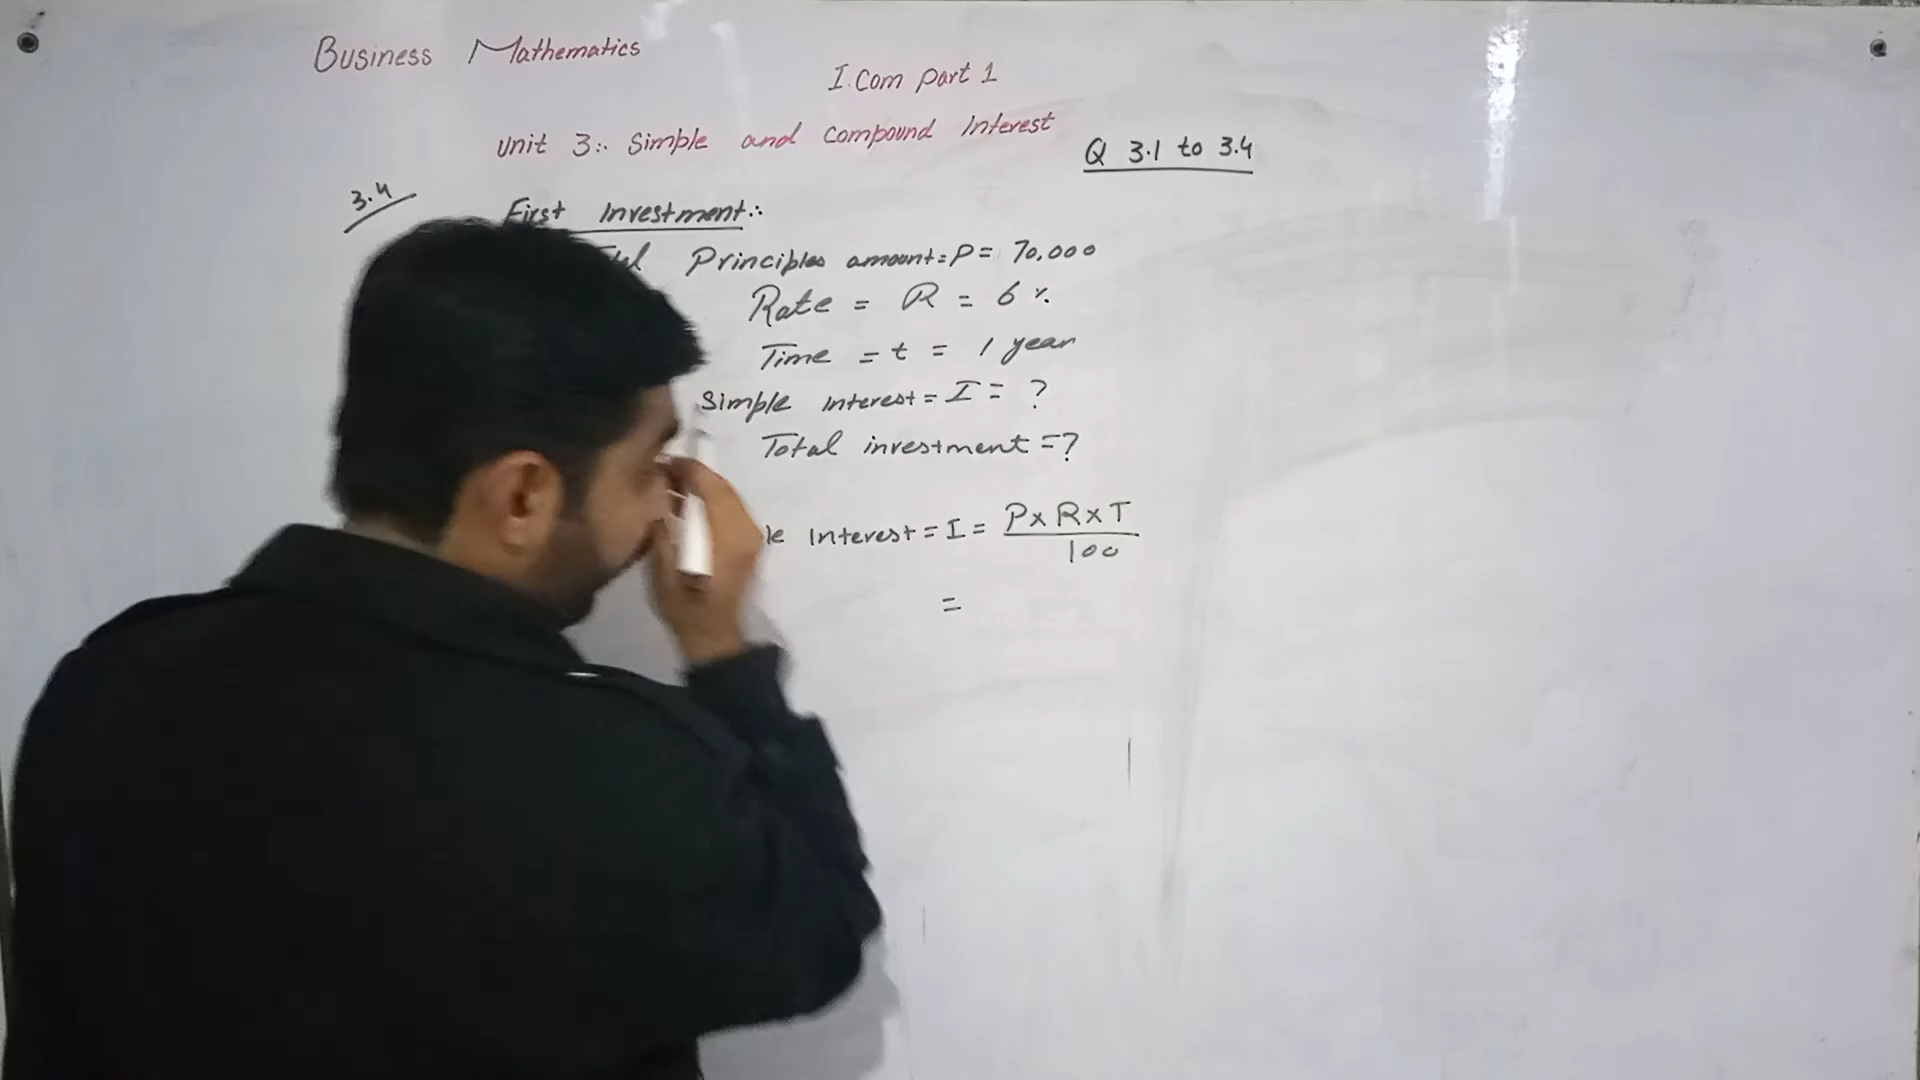 Business Mathematics
I.Com part 1
Unit 3:- Simple and Compound Interest
Q 3.1 to 3.4
3.4
First Investment:-
Principles amount = P = 70,000
Rate = R = 6 %
Time = t = 1 year
Simple interest = I = ?
Total investment = ?
Interest = I = P x R x T
100
=